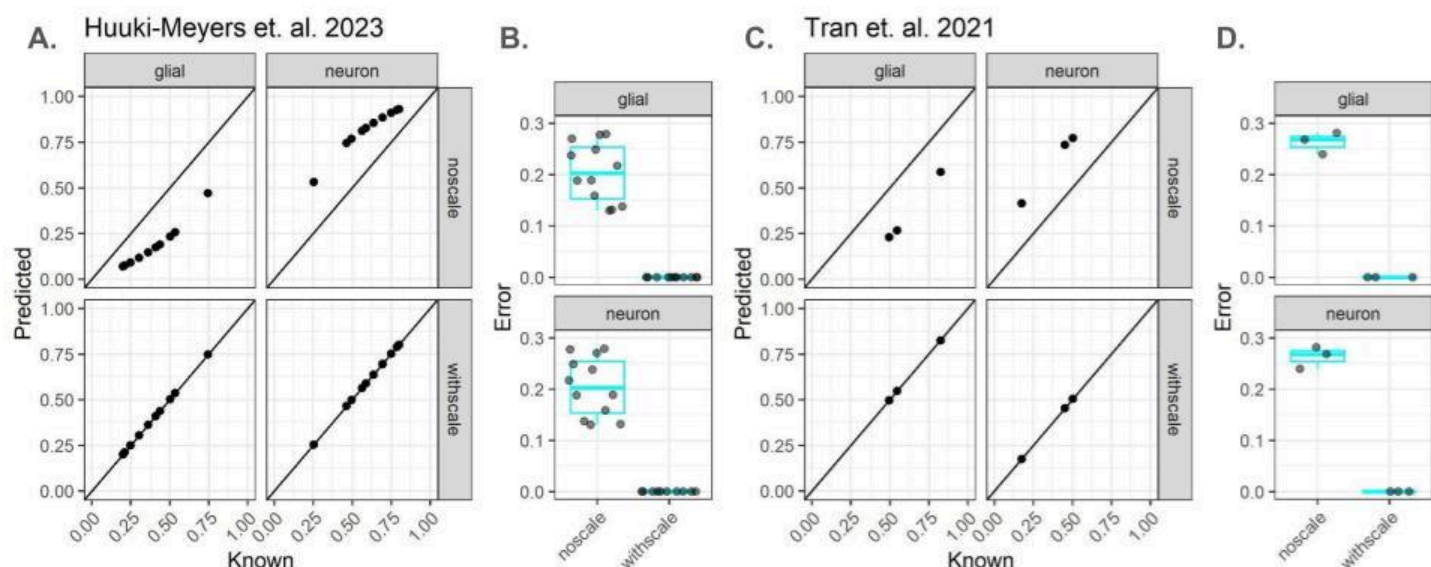 A. Huuki-Meyers et. al. 2023
glial neuron
Predicted
1.00
0.75
0.50
0.25
0.00
noscale
1.00
0.75
0.50
0.25
0.00
withscale
0.00 0.25 0.50 0.75 1.00 0.00 0.25 0.50 0.75 1.00
Known
B.
glial
Error
0.3
0.2
0.1
0.0
neuron
0.3
0.2
0.1
0.0
noscale withscale
C. Tran et. al. 2021
glial neuron
Predicted
1.00
0.75
0.50
0.25
0.00
noscale
1.00
0.75
0.50
0.25
0.00
withscale
0.00 0.25 0.50 0.75 1.00 0.00 0.25 0.50 0.75 1.00
Known
D.
glial
Error
0.3
0.2
0.1
0.0
neuron
0.3
0.2
0.1
0.0
noscale withscale